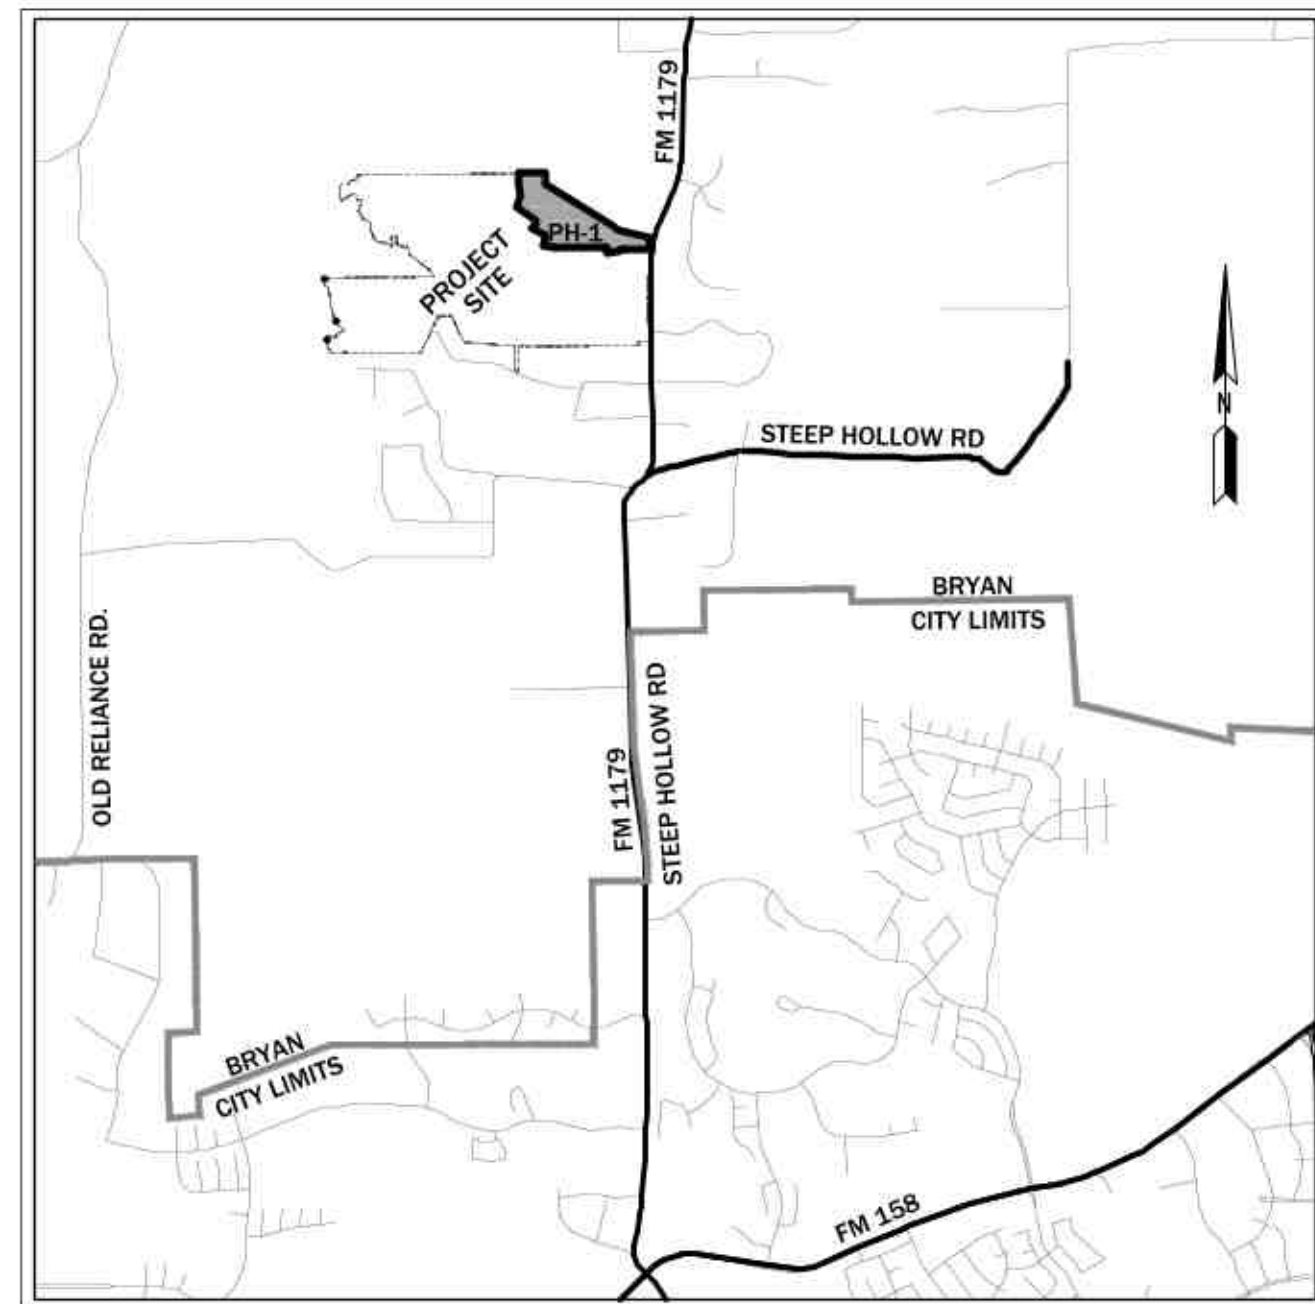 FM 1179
PH-1
PROJECT
SITE
STEEP HOLLOW RD
N
BRYAN
CITY LIMITS
OLD RELIANCE RD.
FM 1179
STEEP HOLLOW RD
BRYAN
CITY LIMITS
FM 158